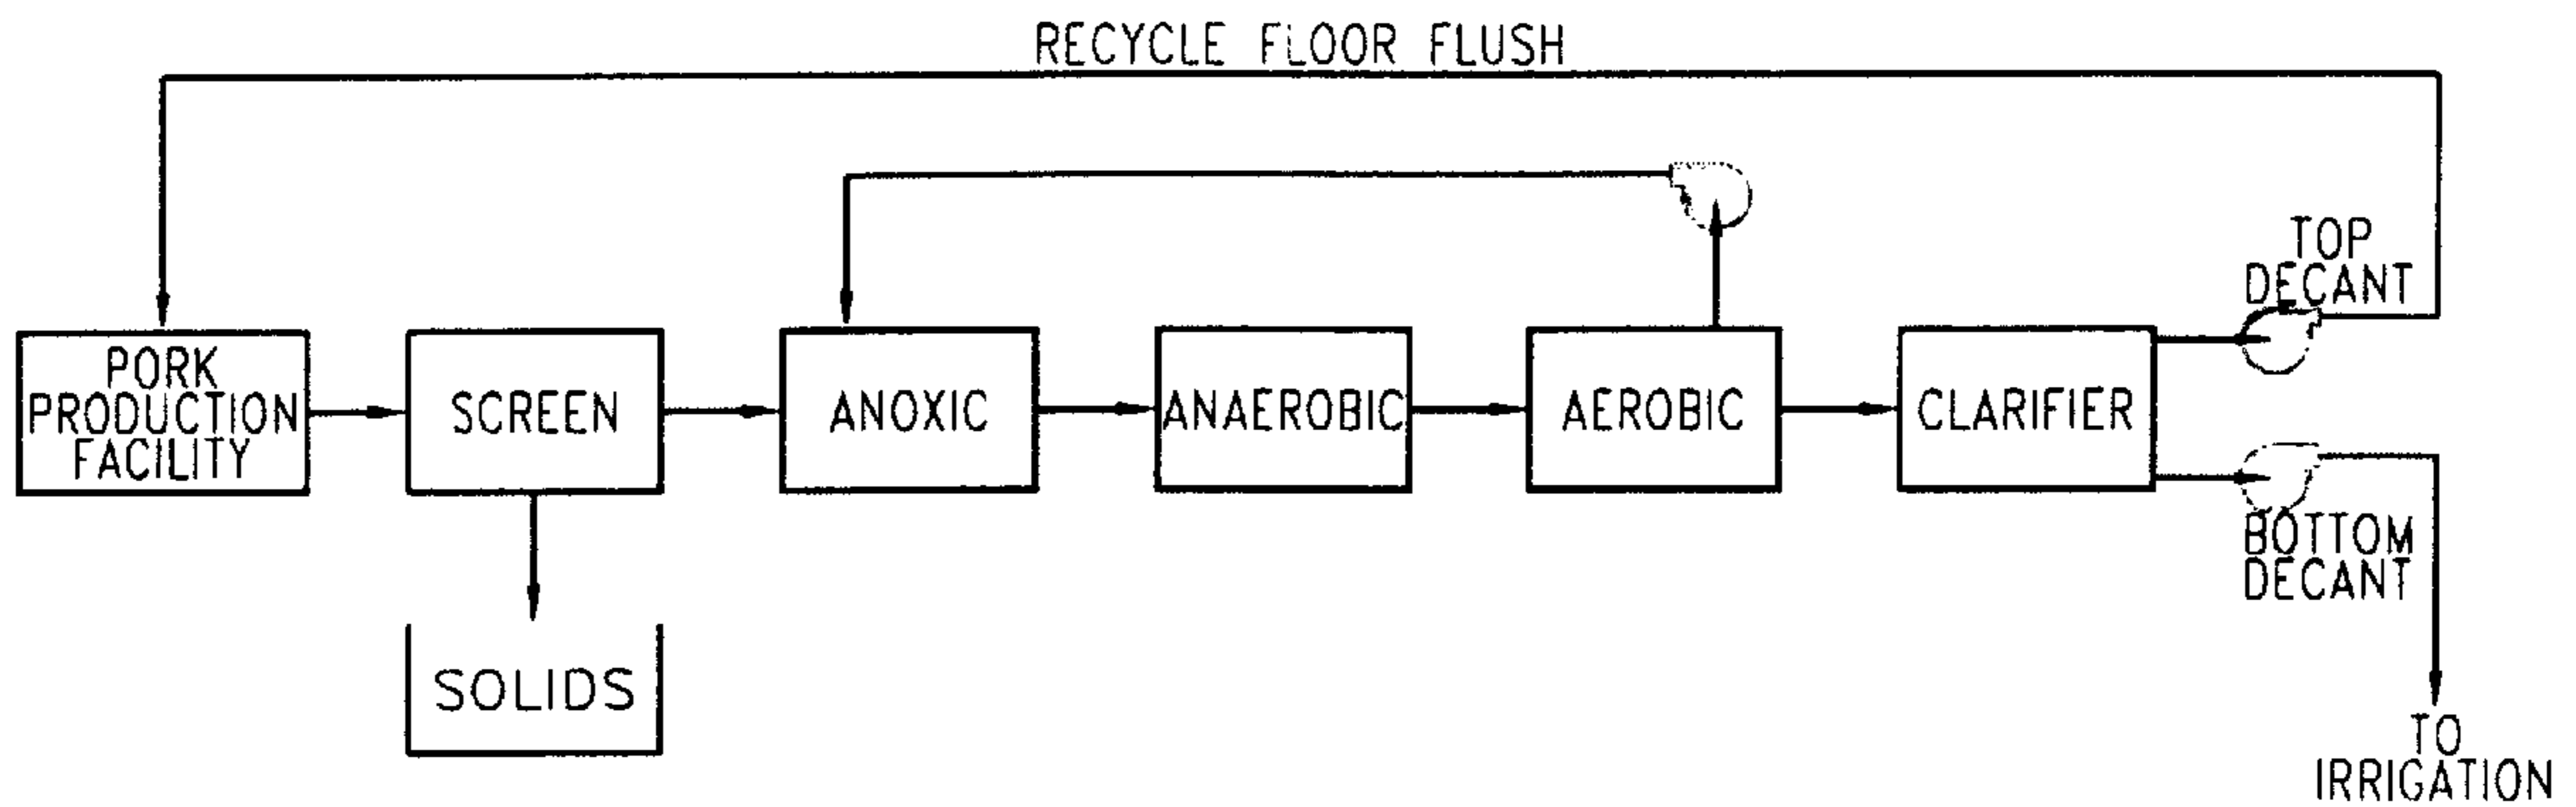 RECYCLE FLOOR FLUSH
TOP
DECANT
PORK
PRODUCTION
FACILITY
SCREEN
ANOXIC
ANAEROBIC
AEROBIC
CLARIFIER
BOTTOM
DECANT
SOLIDS
TO
IRRIGATION